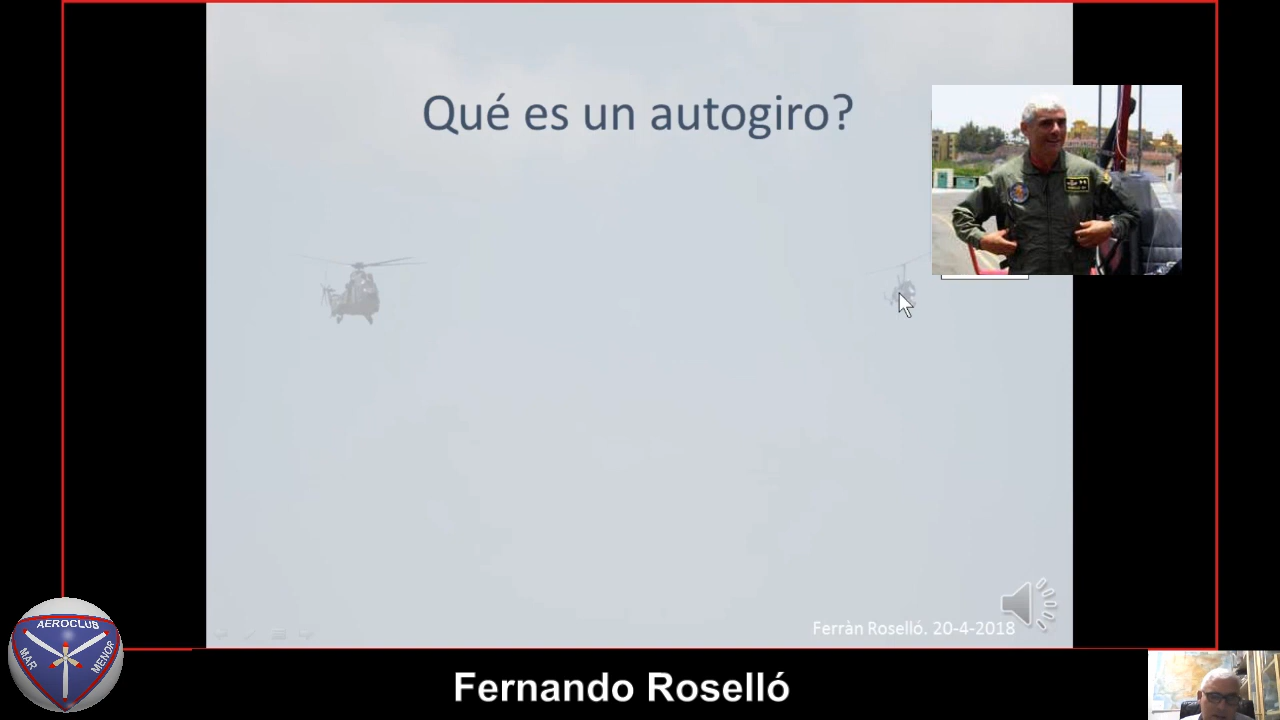 Qué es un autogiro?
Ferràn Roselló. 20-4-2018
AEROCLUB
MAR MENOR
Fernando Roselló